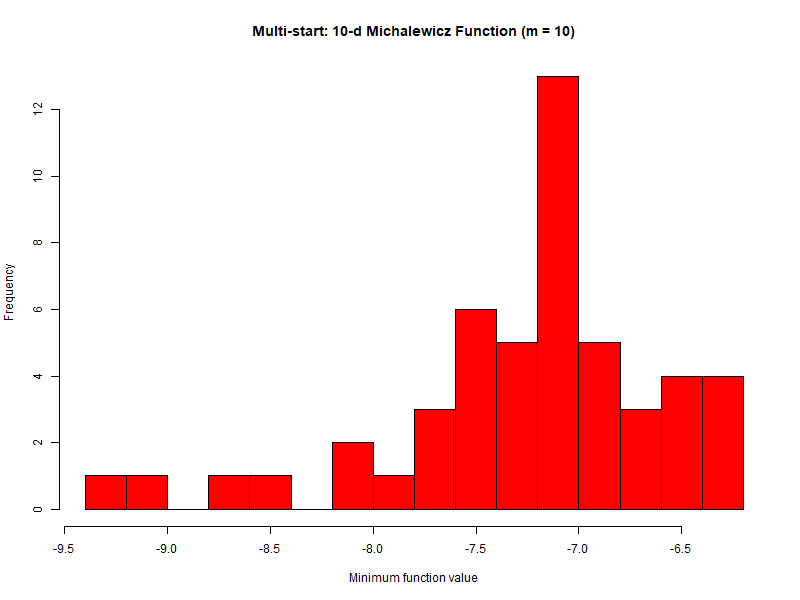 Multi-start: 10-d Michalewicz Function (m = 10)
Frequency
12
10
8
6
4
2
0
-9.5 -9.0 -8.5 -8.0 -7.5 -7.0 -6.5
Minimum function value